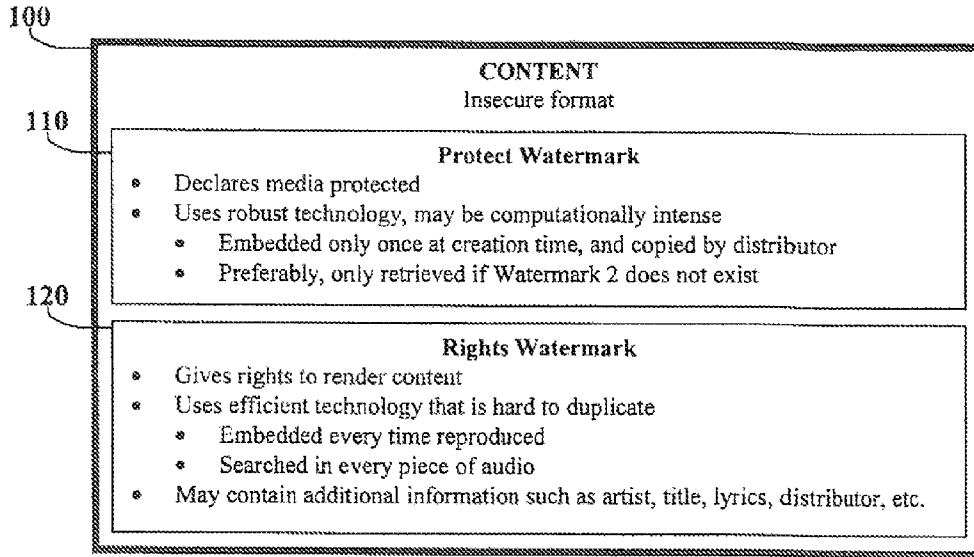 100
CONTENT
Insecure format
110
Protect Watermark
• Declares media protected
• Uses robust technology, may be computationally intense
• Embedded only once at creation time, and copied by distributor
• Preferably, only retrieved if Watermark 2 does not exist
120
Rights Watermark
• Gives rights to render content
• Uses efficient technology that is hard to duplicate
• Embedded every time reproduced
• Searched in every piece of audio
• May contain additional information such as artist, title, lyrics, distributor, etc.